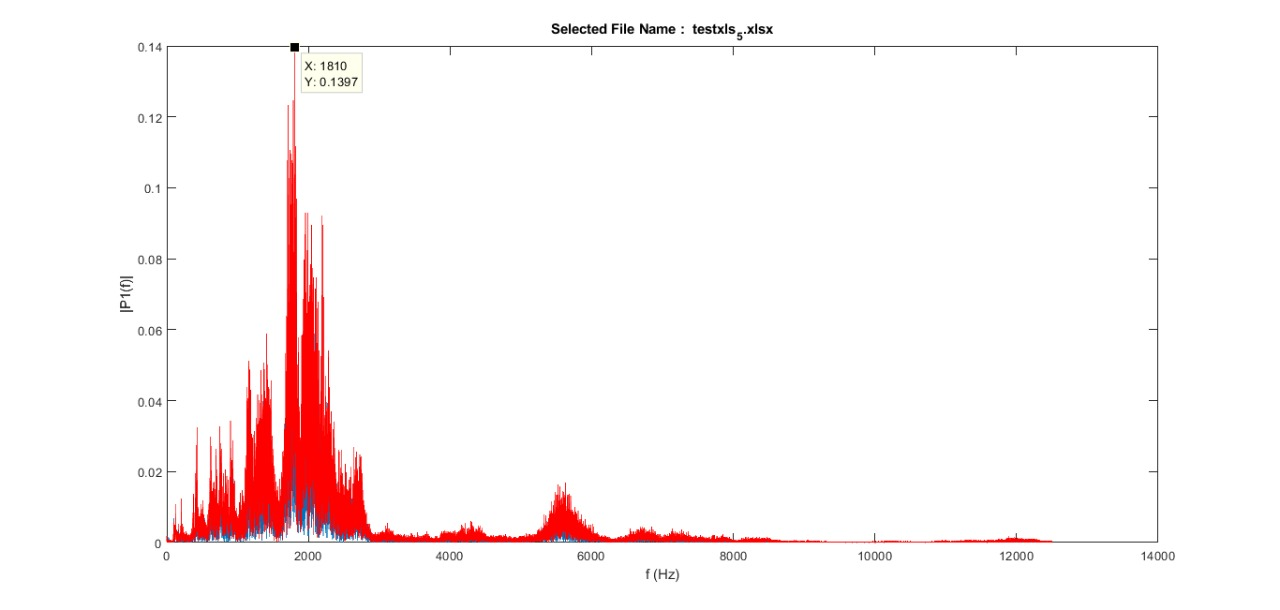 Selected File Name :  testxls5.xlsx
X: 1810
Y: 0.1397
0.14
0.12
0.1
0.08
0.06
0.04
0.02
0
|P1(f)|
0 2000 4000 6000 8000 10000 12000 14000
f (Hz)